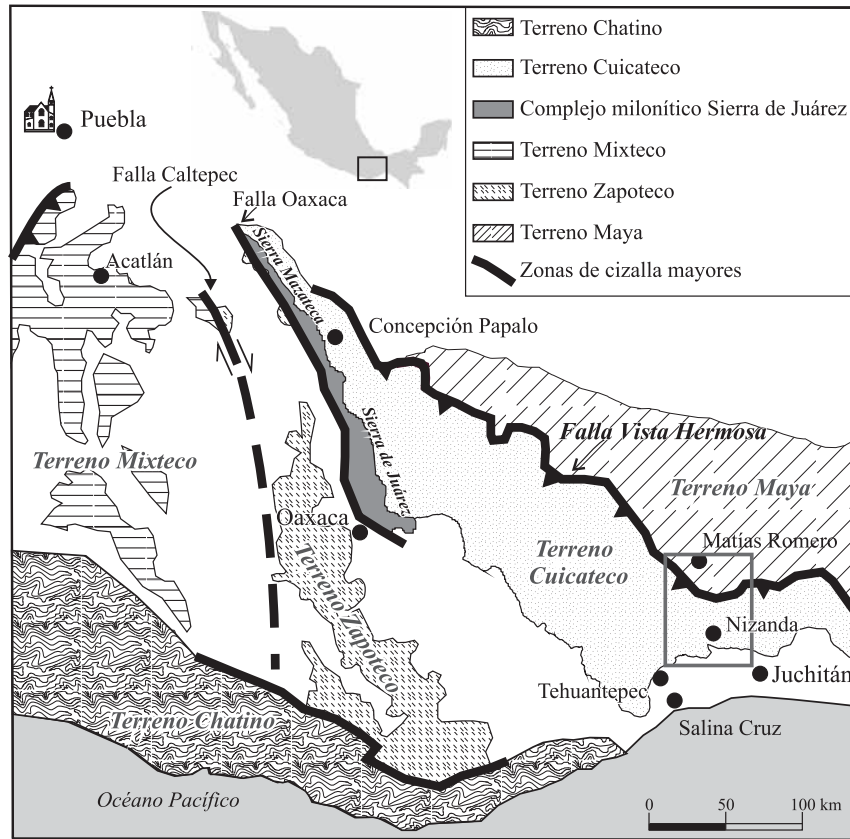 Terreno Chatino
Terreno Cuicateco
Complejo milonítico Sierra de Juárez
Terreno Mixteco
Terreno Zapoteco
Terreno Maya
Zonas de cizalla mayores
Puebla
Falla Caltepec
Falla Oaxaca
Acatlán
Sierra Mazateca
Concepción Papalo
Falla Vista Hermosa
Terreno Mixteco
Sierra de Juárez
Terreno Maya
Oaxaca
Terreno
Cuicateco
Matías Romero
Terreno Zapoteco
Nizanda
Tehuantepec
Juchitán
Terreno Chatino
Salina Cruz
Océano Pacífico
0 50 100 km